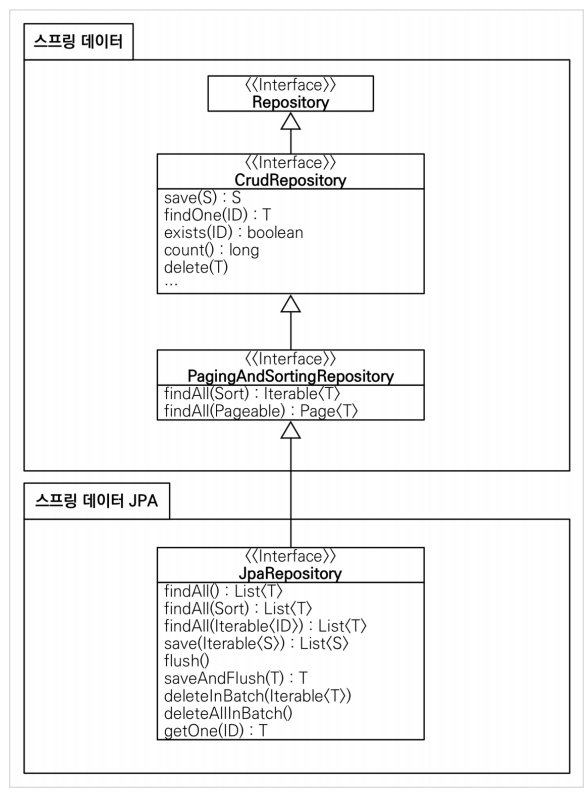 스프링 데이터
〈〈Interface〉〉
Repository
〈〈Interface〉〉
CrudRepository
save(S) : S
findOne(ID) : T
exists(ID) : boolean
count() : long
delete(T)
...
〈〈Interface〉〉
PagingAndSortingRepository
findAll(Sort) : Iterable〈T〉
findAll(Pageable) : Page〈T〉
스프링 데이터 JPA
〈〈Interface〉〉
JpaRepository
findAll() : List〈T〉
findAll(Sort) : List〈T〉
findAll(Iterable〈ID〉) : List〈T〉
save(Iterable〈S〉) : List〈S〉
flush()
saveAndFlush(T) : T
deleteInBatch(Iterable〈T〉)
deleteAllInBatch()
getOne(ID) : T